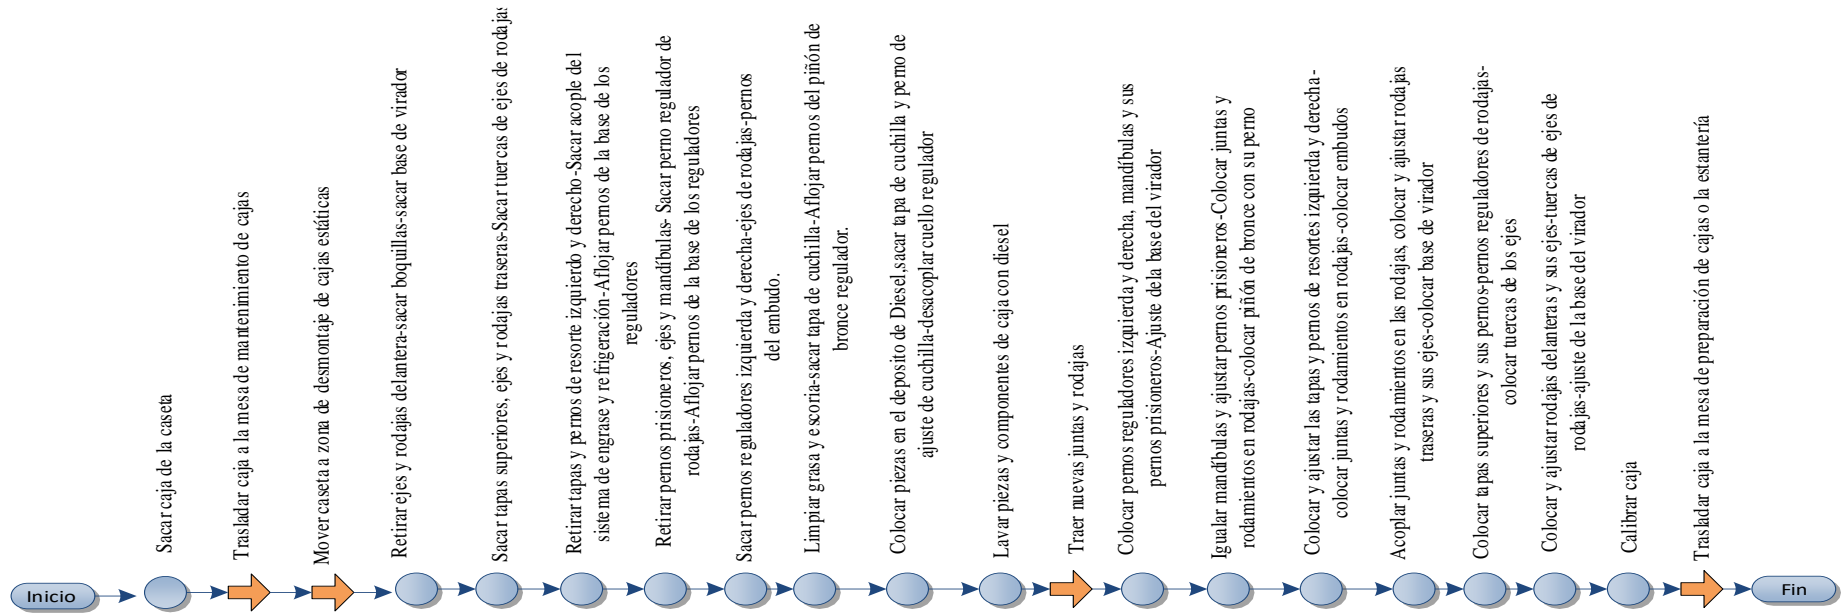 Inicio
Sacar caja de la caseta
Trasladar caja a la mesa de mantenimiento de cajas
Mover caseta a zona de desmontaje de cajas estáticas
Retirar ejes y rodajas delantera-sacar boquillas-sacar base de virador
Sacar tapas superiores, ejes y rodajas traseras-Sacar tuercas de ejes de rodajas
Retirar tapas y pernos de resorte izquierdo y derecho-Sacar acople del
sistema de engrase y refrigeración-Aflojar pernos de la base de los
reguladores
Retirar pernos prisioneros, ejes y mandíbulas- Sacar perno regulador de
rodajas-Aflojar pernos de la base de los reguladores
Sacar pernos reguladores izquierda y derecha-ejes de rodajas-pernos
del embudo.
Limpiar grasa y escoria-sacar tapa de cuchilla-Aflojar pernos del piñón de
bronce regulador.
Colocar piezas en el deposito de Diesel,sacar tapa de cuchilla y perno de
ajuste de cuchilla-desacoplar cuello regulador
Lavar piezas y componentes de caja con diesel
Traer nuevas juntas y rodajas
Colocar pernos reguladores izquierda y derecha, mandíbulas y sus
pernos prisioneros-Ajuste dela base del virador
Igualar mandíbulas y ajustar pernos prisioneros-Colocar juntas y
rodamientos en rodajas-colocar piñón de bronce con su perno
Colocar y ajustar las tapas y pernos de resortes izquierda y derecha-
colocar juntas y rodamientos en rodajas-colocar embudos
Acoplar juntas y rodamientos en las rodajas, colocar y ajustar rodajas
traseras y sus ejes-colocar base de virador
Colocar tapas superiores y sus pernos-pernos reguladores de rodajas-
colocar tuercas de los ejes
Colocar y ajustar rodajas delantera s y sus ejes-tuercas de ejes de
rodajas-ajuste de la base del virador
Calibrar caja
Trasladar caja a la mesa de preparación de cajas o la estantería
Fin